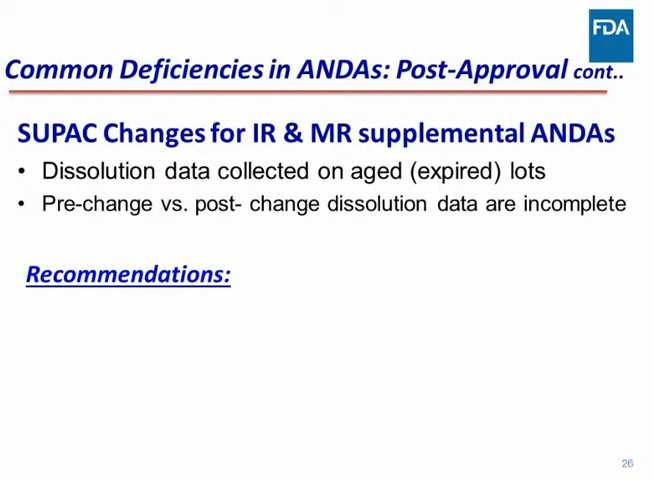 FDA
Common Deficiencies in ANDAs: Post-Approval cont..
SUPAC Changes for IR & MR supplemental ANDAs
• Dissolution data collected on aged (expired) lots
• Pre-change vs. post- change dissolution data are incomplete
Recommendations:
26